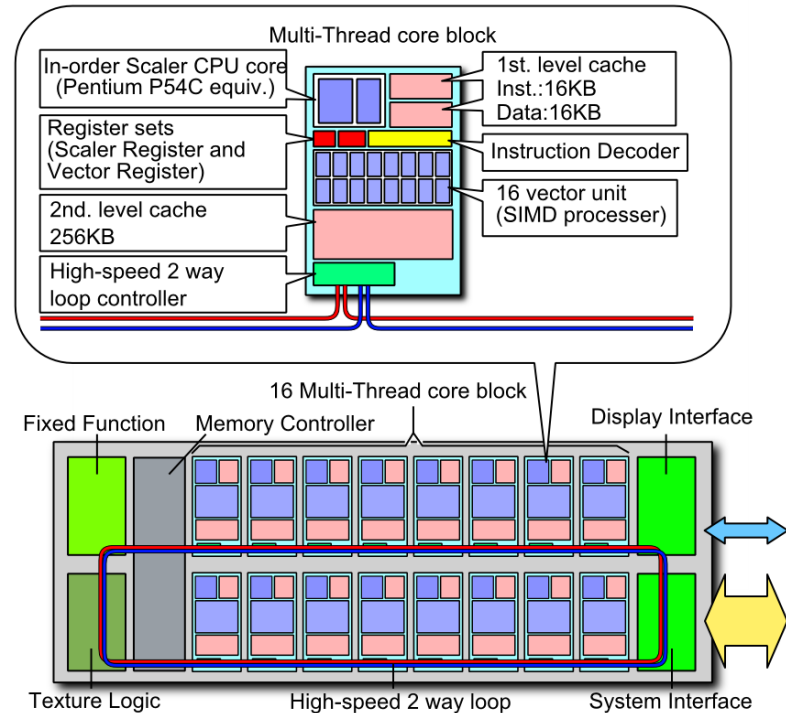 Multi-Thread core block
In-order Scaler CPU core
(Pentium P54C equiv.)
1st. level cache
Inst.:16KB
Data:16KB
Register sets
(Scaler Register and
Vector Register)
Instruction Decoder
2nd. level cache
256KB
16 vector unit
(SIMD processer)
High-speed 2 way
loop controller
16 Multi-Thread core block
Fixed Function
Memory Controller
Display Interface
Texture Logic
High-speed 2 way loop
System Interface